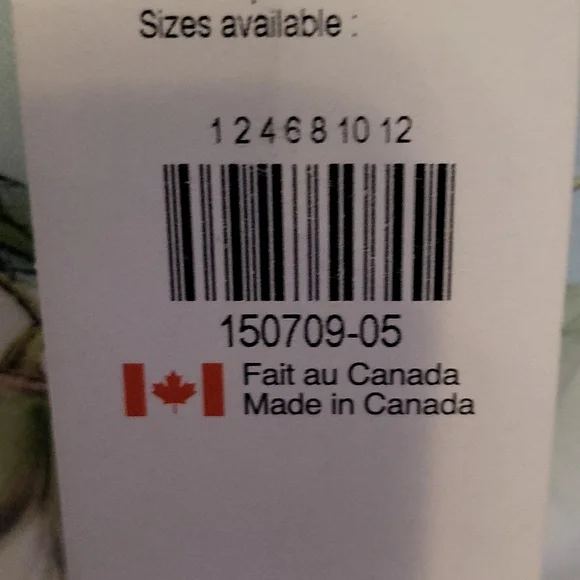 Sizes available :
1 2 4 6 8 10 12
150709-05
Fait au Canada
Made in Canada